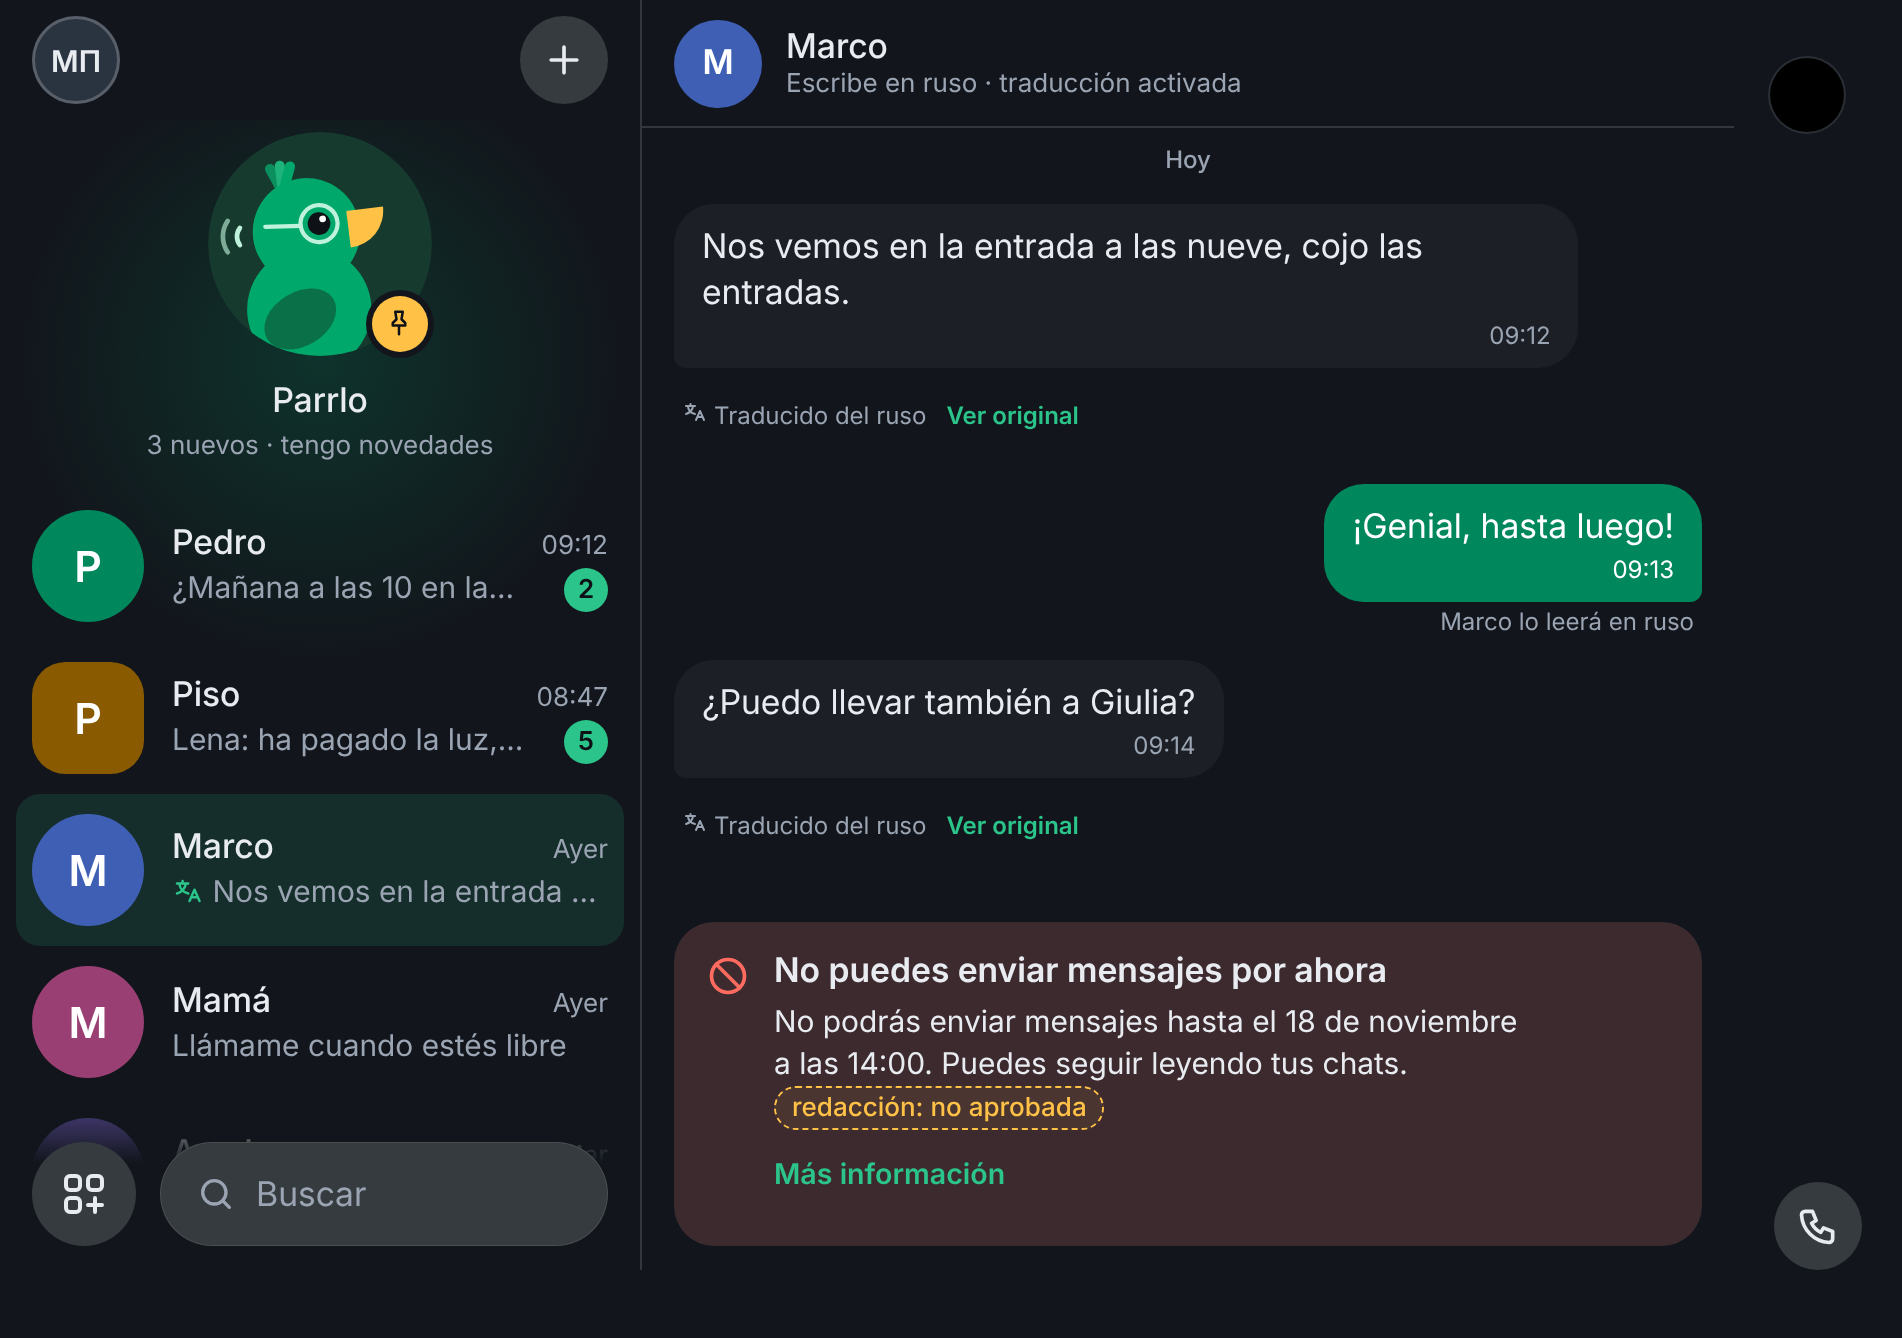 МП
Parrlo
3 nuevos · tengo novedades
P
Pedro
09:12
¿Mañana a las 10 en la...
2
P
Piso
08:47
Lena: ha pagado la luz,...
5
M
Marco
Ayer
Nos vemos en la entrada ...
M
Mamá
Ayer
Llámame cuando estés libre
Buscar
M
Marco
Escribe en ruso · traducción activada
Hoy
Nos vemos en la entrada a las nueve, cojo las
entradas.
09:12
Traducido del ruso Ver original
¡Genial, hasta luego!
09:13
Marco lo leerá en ruso
¿Puedo llevar también a Giulia?
09:14
Traducido del ruso Ver original
No puedes enviar mensajes por ahora
No podrás enviar mensajes hasta el 18 de noviembre
a las 14:00. Puedes seguir leyendo tus chats.
redacción: no aprobada
Más información